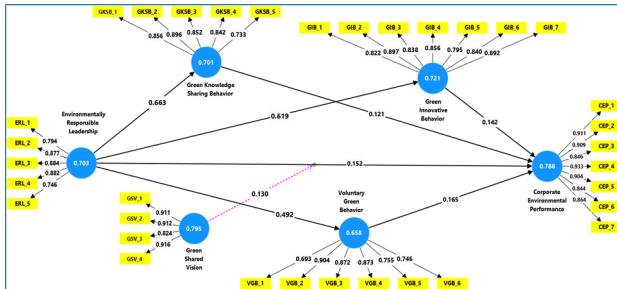 GKSB_1
GKSB_2
GKSB_3
GKSB_4
GKSB_5
0.856
0.896
0.852
0.842
0.733
0.701
Green Knowledge
Sharing Behavior
GIB_1
GIB_2
GIB_3
GIB_4
GIB_5
GIB_6
GIB_7
0.822
0.897
0.838
0.856
0.795
0.840
0.892
0.721
Green
Innovative
Behavior
Environmentally
Responsible
Leadership
ERL_1
ERL_2
ERL_3
ERL_4
ERL_5
0.794
0.877
0.884
0.882
0.746
0.703
0.663
0.619
0.121
0.142
0.152
0.130
0.492
0.165
CEP_1
CEP_2
CEP_3
CEP_4
CEP_5
CEP_6
CEP_7
0.911
0.909
0.846
0.933
0.904
0.844
0.864
0.788
Corporate
Environmental
Performance
GSV_1
GSV_2
GSV_3
GSV_4
0.911
0.912
0.824
0.916
0.795
Green
Shared
Vision
Voluntary
Green
Behavior
0.658
0.693
0.904
0.872
0.873
0.755
0.746
VGB_1
VGB_2
VGB_3
VGB_4
VGB_5
VGB_6